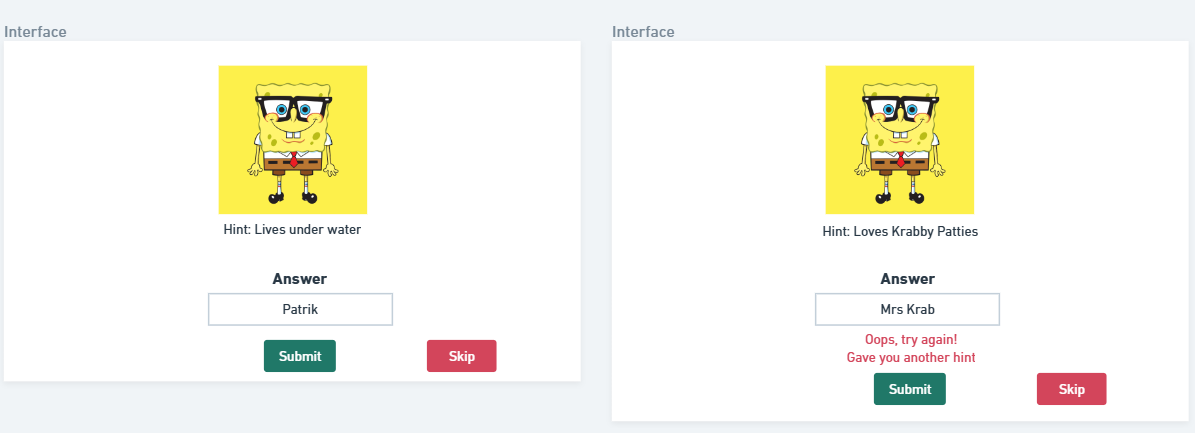 Interface
Hint: Lives under water
Answer
Patrik
Submit
Skip
Interface
Hint: Loves Krabby Patties
Answer
Mrs Krab
Oops, try again!
Gave you another hint
Submit
Skip